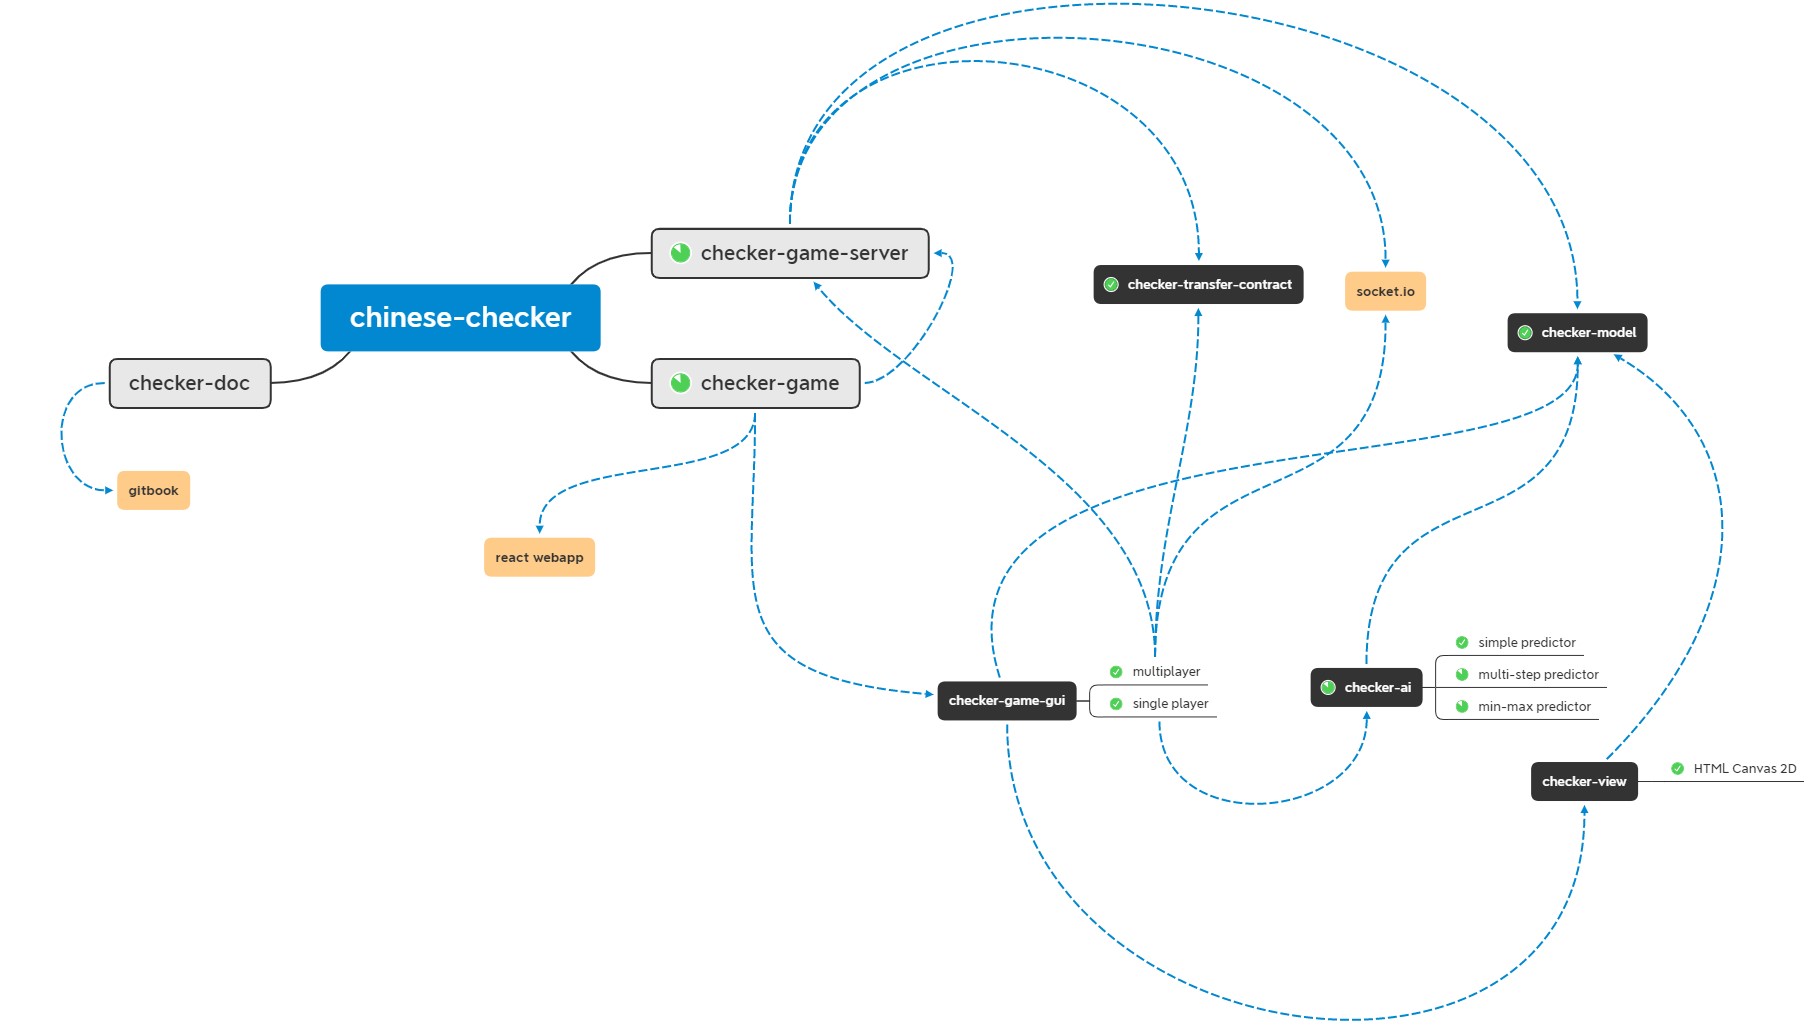 checker-game-server
chinese-checker
checker-doc
checker-game
gitbook
react webapp
checker-transfer-contract
socket.io
checker-model
checker-game-gui
multiplayer
single player
checker-ai
simple predictor
multi-step predictor
min-max predictor
checker-view
HTML Canvas 2D